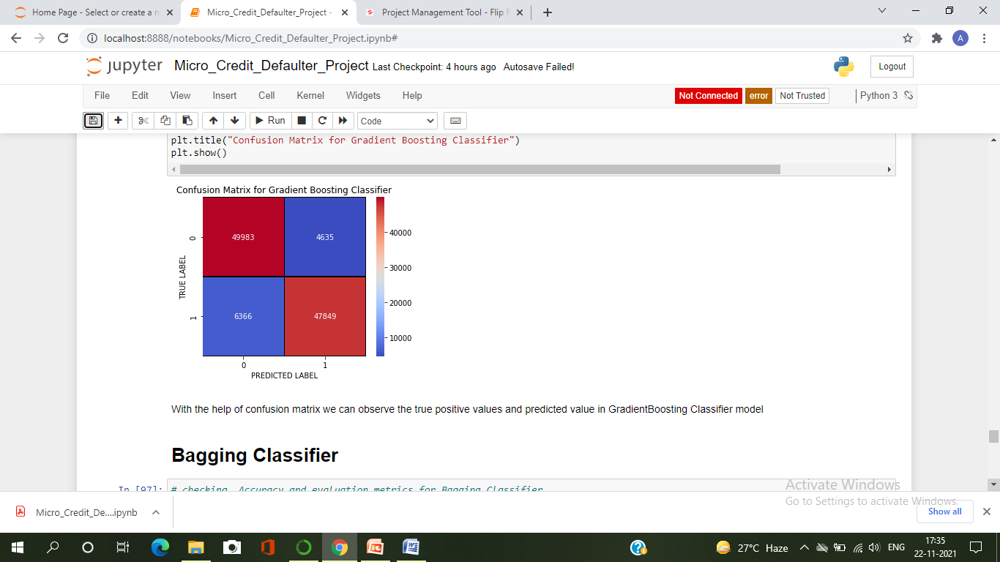 Home Page - Select or create a n
Micro_Credit_Defaulter_Project -
Project Management Tool - Flip R
localhost:8888/notebooks/Micro_Credit_Defaulter_Project.ipynb#
A
jupyter Micro_Credit_Defaulter_Project Last Checkpoint: 4 hours ago Autosave Failed!
Logout
File Edit View Insert Cell Kernel Widgets Help
Not Connected error Not Trusted Python 3
Run Code
plt.title("Confusion Matrix for Gradient Boosting Classifier")
plt.show()
Confusion Matrix for Gradient Boosting Classifier
49983 4635
6366 47849
0
1
TRUE LABEL
0 1
PREDICTED LABEL
40000
30000
20000
10000
With the help of confusion matrix we can observe the true positive values and predicted value in GradientBoosting Classifier model
Bagging Classifier
In [97]: # checking Accuracy and evaluation metrics for Bagging Classifier
Activate Windows
Go to Settings to activate Windows.
Micro_Credit_De....ipynb
Show all
27°C Haze
ENG
17:35
22-11-2021